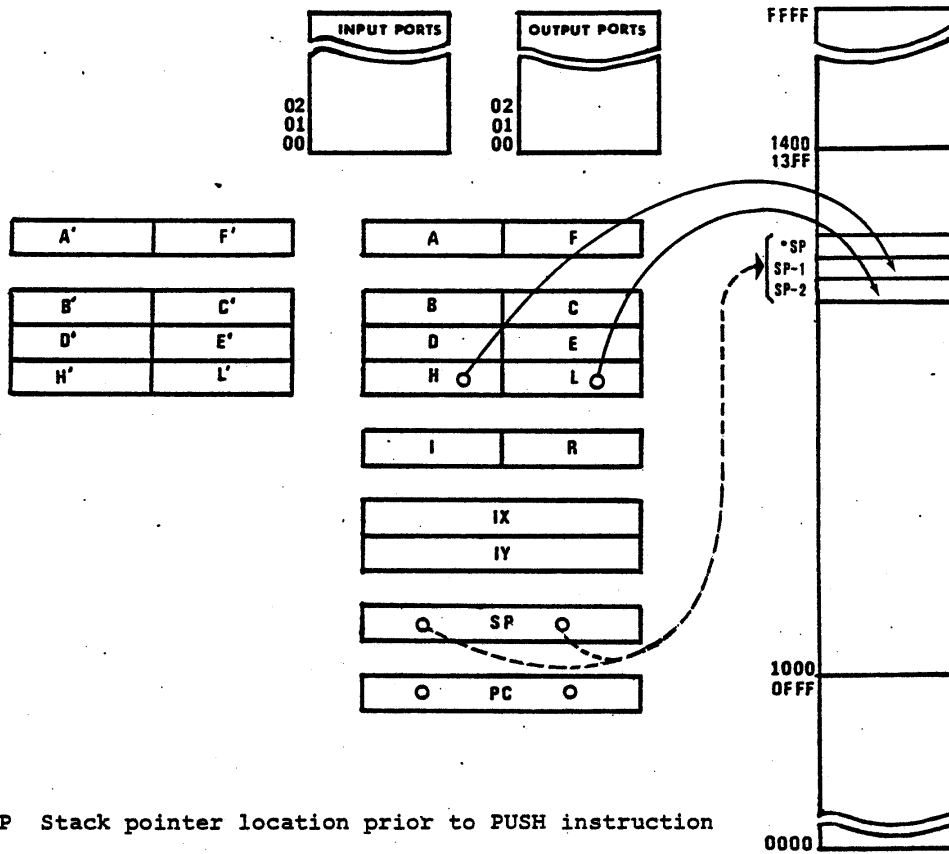 INPUT PORTS
OUTPUT PORTS
FFFF
02
01
00
02
01
00
1400
13FF
A' F'
A F
*SP
SP-1
SP-2
B' C'
D' E'
H' L'
B C
D E
H L
I R
IX
IY
SP
PC
1000
0FFF
P Stack pointer location prior to PUSH instruction
0000